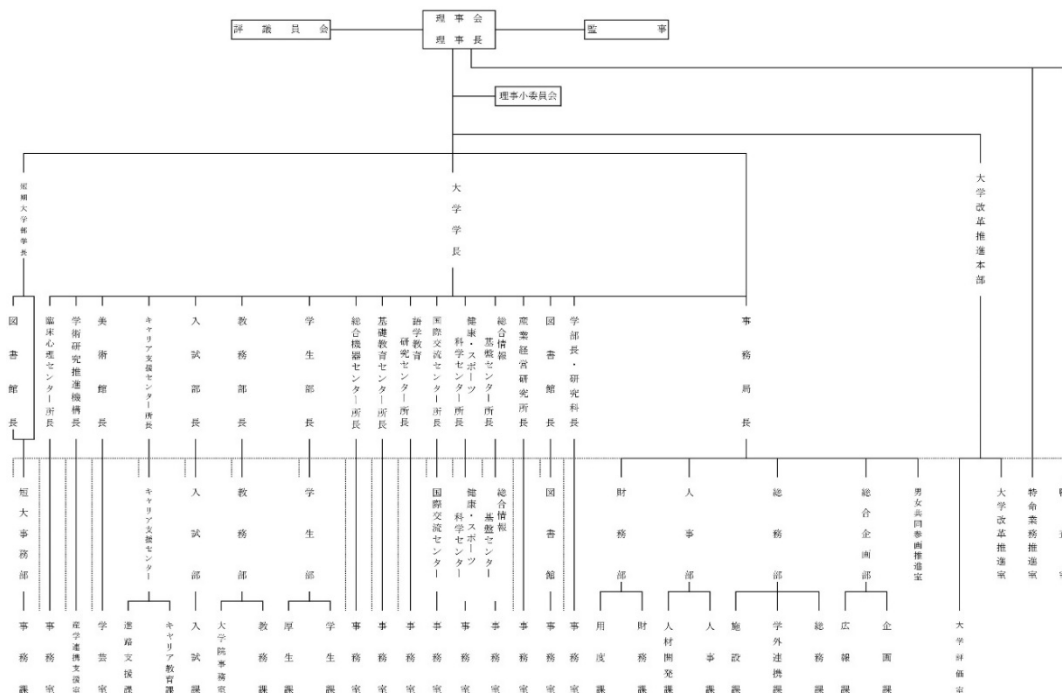 理事会
理事長
評議員会
監事
理事小委員会
短期大学部学長
大学学長
大学改革推進本部
図書館長
臨床心理センター所長
学術研究推進機構長
美術館長
キャリア支援センター所長
入試部長
教務部長
学生部長
総合機器センター所長
基礎教育センター所長
語学教育
研究センター所長
国際交流センター所長
健康・スポーツ
科学センター所長
総合情報
基盤センター所長
産業経営研究所長
図書館長
学部長・研究科長
事務局長
短大事務部
キャリア支援センター
入試部
教務部
学生部
国際交流センター
健康・スポーツ
科学センター
総合情報
基盤センター
図書館
財務部
人事部
総務部
総合企画部
男女共同参画推進室
大学改革推進室
特命業務推進室
事務課
事務室
産学連携支援室
学芸室
進路支援課
キャリア教育課
入試課
大学院事務室
教務課
厚生課
学生課
事務室
事務室
事務室
事務室
事務室
事務室
事務室
事務室
事務室
用度課
財務課
人材開発課
人事課
施設課
学外連携課
総務課
広報課
企画課
大学評価室